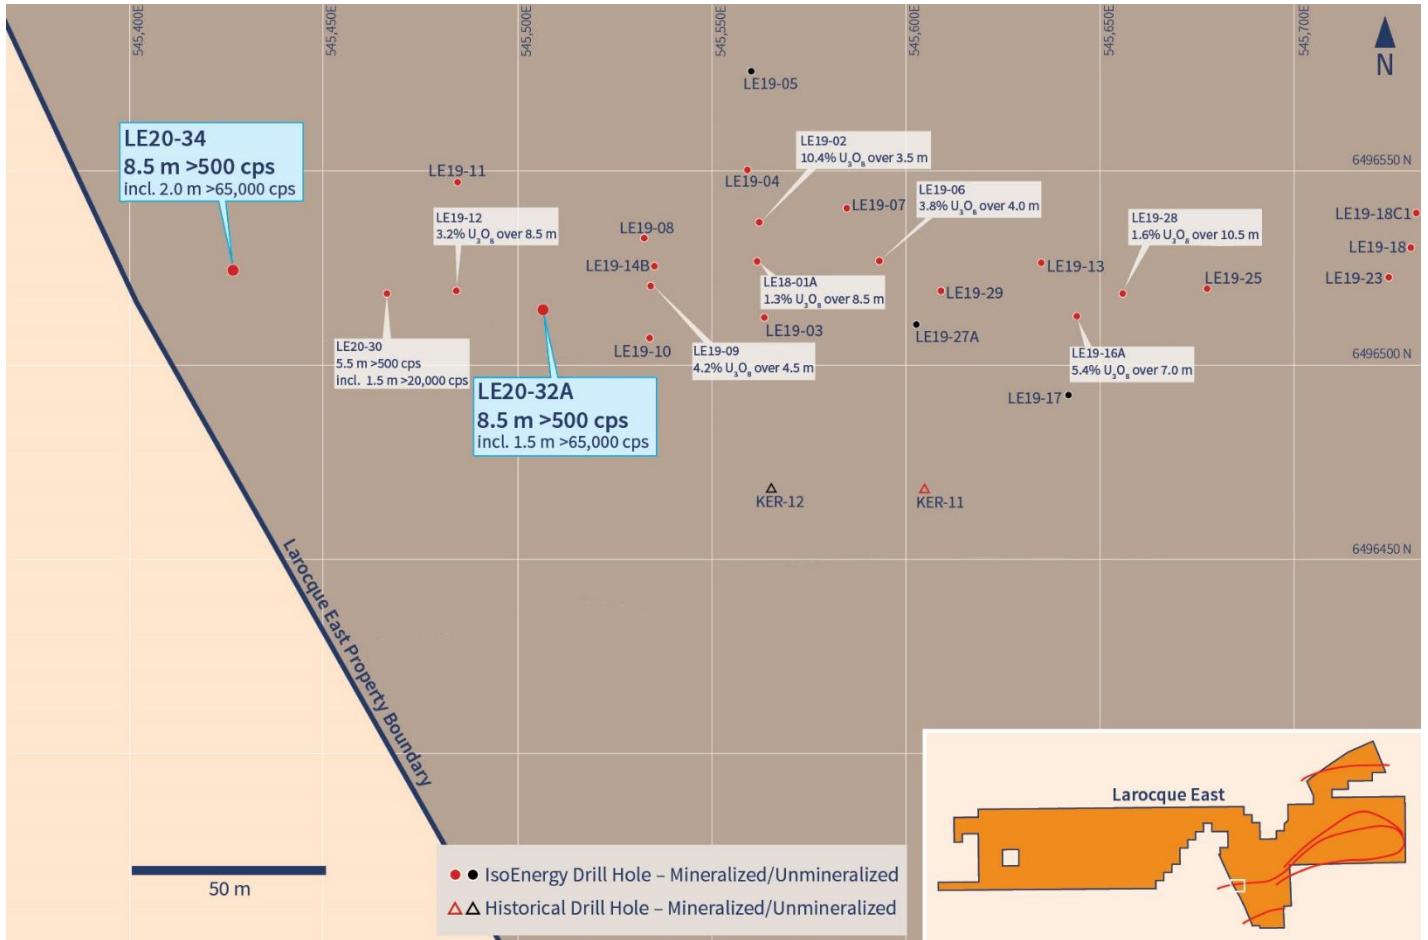 545,400E
545,450E
545,500E
545,550E
545,600E
545,650E
545,700E
N
LE19-05
LE20-34
8.5 m >500 cps
incl. 2.0 m >65,000 cps
LE19-02
10.4% U₃O₈ over 3.5 m
6496550 N
LE19-11
LE19-04
LE19-06
3.8% U₃O₈ over 4.0 m
LE19-07
LE19-12
3.2% U₃O₈ over 8.5 m
LE19-28
1.6% U₃O₈ over 10.5 m
LE19-18C1
LE19-08
LE19-18
LE19-14B
LE19-13
LE19-23
LE19-25
LE18-01A
1.3% U₃O₈ over 8.5 m
LE19-29
LE19-03
LE19-27A
LE20-30
5.5 m >500 cps
incl. 1.5 m >20,000 cps
LE19-10
LE19-09
4.2% U₃O₈ over 4.5 m
LE19-16A
5.4% U₃O₈ over 7.0 m
6496500 N
LE20-32A
8.5 m >500 cps
incl. 1.5 m >65,000 cps
LE19-17
KER-12
KER-11
6496450 N
Larocque East Property Boundary
Larocque East
50 m
IsoEnergy Drill Hole – Mineralized/Unmineralized
Historical Drill Hole – Mineralized/Unmineralized